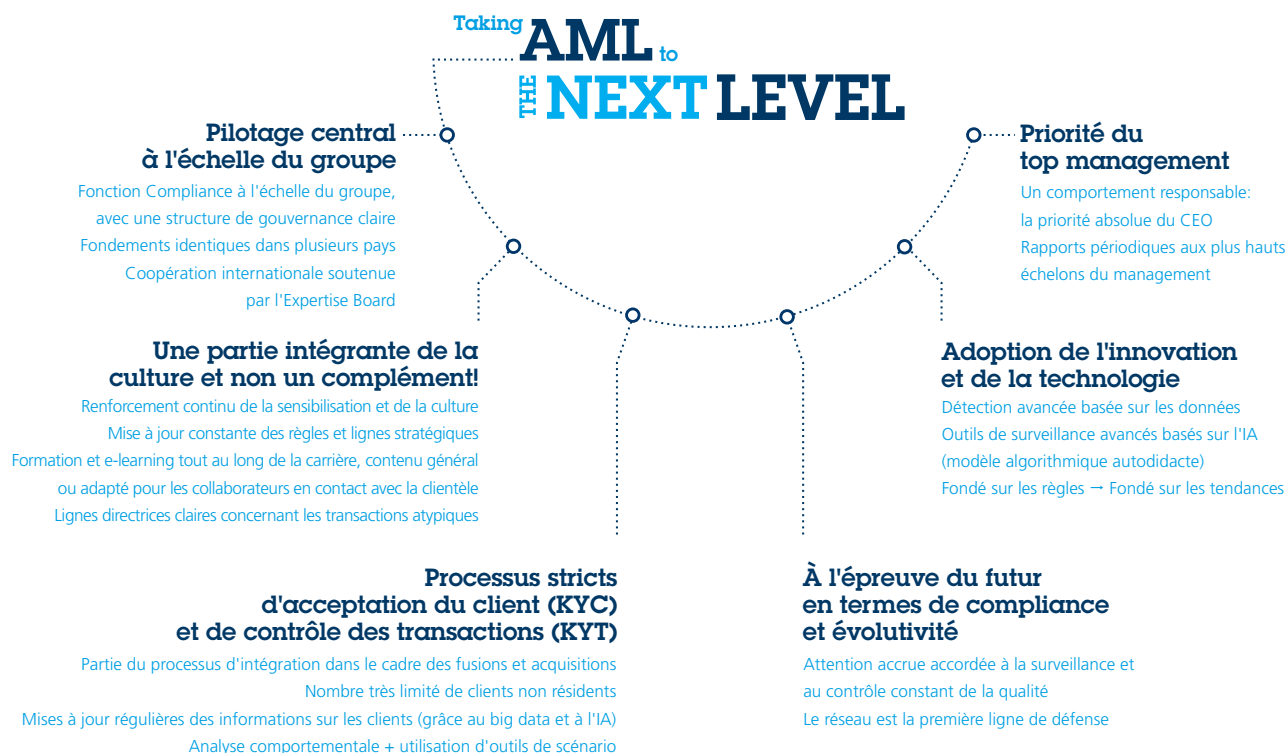 Taking AML to
THE NEXT LEVEL
Pilotage central
à l'échelle du groupe
Fonction Compliance à l'échelle du groupe,
avec une structure de gouvernance claire
Fondements identiques dans plusieurs pays
Coopération internationale soutenue
par l'Expertise Board
Une partie intégrante de la
culture et non un complément!
Renforcement continu de la sensibilisation et de la culture
Mise à jour constante des règles et lignes stratégiques
Formation et e-learning tout au long de la carrière, contenu général
ou adapté pour les collaborateurs en contact avec la clientèle
Lignes directrices claires concernant les transactions atypiques
Processus stricts
d'acceptation du client (KYC)
et de contrôle des transactions (KYT)
Partie du processus d'intégration dans le cadre des fusions et acquisitions
Nombre très limité de clients non résidents
Mises à jour régulières des informations sur les clients (grâce au big data et à l'IA)
Analyse comportementale + utilisation d'outils de scénario
À l'épreuve du futur
en termes de compliance
et évolutivité
Attention accrue accordée à la surveillance et
au contrôle constant de la qualité
Le réseau est la première ligne de défense
Adoption de l'innovation
et de la technologie
Détection avancée basée sur les données
Outils de surveillance avancés basés sur l'IA
(modèle algorithmique autodidacte)
Fondé sur les règles → Fondé sur les tendances
Priorité du
top management
Un comportement responsable:
la priorité absolue du CEO
Rapports périodiques aux plus hauts
échelons du management